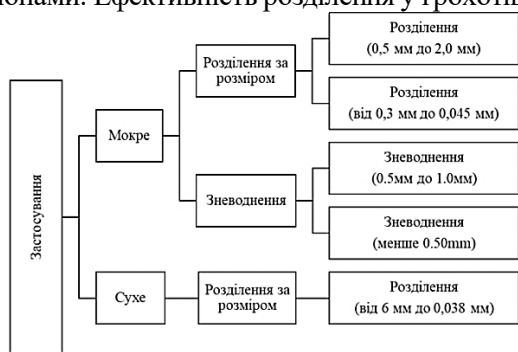 Ефективність розділення у грохотів
Розділення
(0,5 мм до 2,0 мм)
Розділення за
розміром
Розділення
(від 0,3 мм до 0,045 мм)
Мокре
Зневоднення
(0.5мм до 1.0мм)
Зневоднення
Зневоднення
(менше 0.50mm)
Застосування
Сухе
Розділення за
розміром
Розділення
(від 6 мм до 0,038 мм)